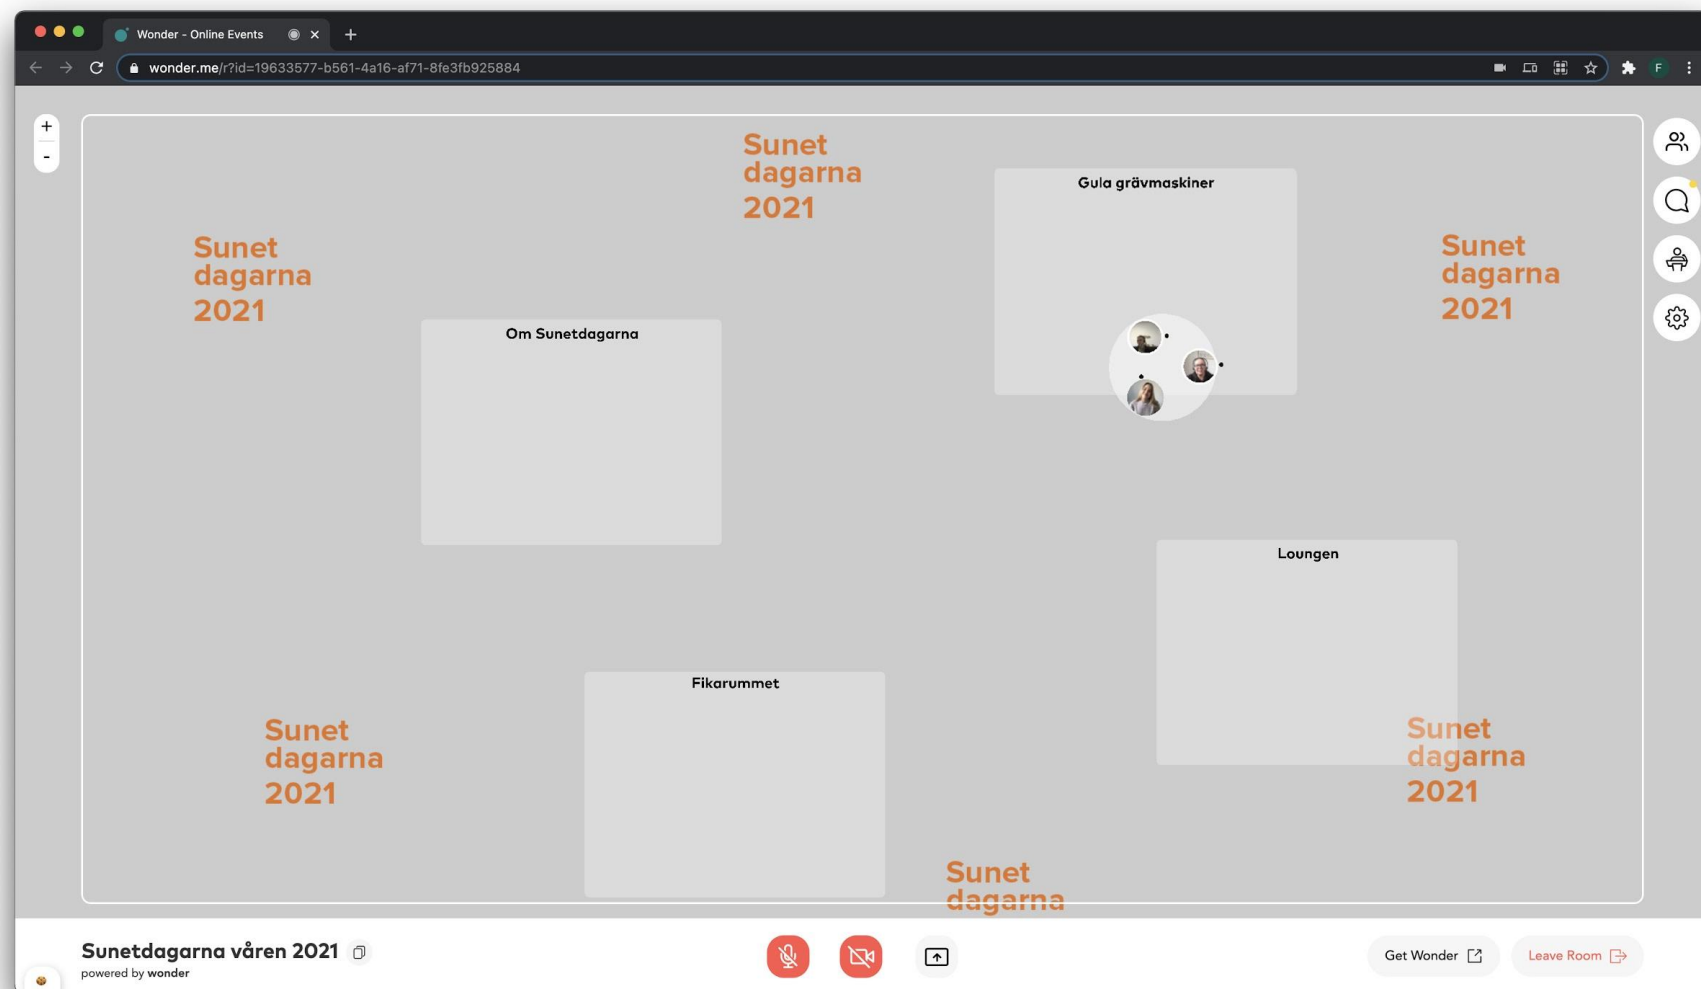 Wonder - Online Events
wonder.me/r?id=19633577-b561-4a16-af71-8fe3fb925884
F
+
-
Sunet
dagarna
2021
Gula grävmaskiner
Sunet
dagarna
2021
Sunet
dagarna
2021
Om Sunetdagarna
Loungen
Fikarummet
Sunet
dagarna
2021
Sunet
dagarna
2021
Sunet
dagarna
Sunetdagarna våren 2021
powered by wonder
Get Wonder
Leave Room